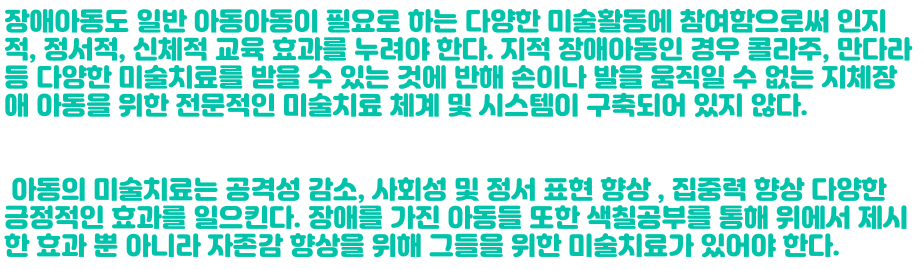 장애아동도 일반 아동아동이 필요로 하는 다양한 미술활동에 참여함으로써 인지
적, 정서적, 신체적 교육 효과를 누려야 한다. 지적 장애아동인 경우 콜라주, 만다라
등 다양한 미술치료를 받을 수 있는 것에 반해 손이나 발을 움직일 수 없는 지체장
애 아동을 위한 전문적인 미술치료 체계 및 시스템이 구축되어 있지 않다.
아동의 미술치료는 공격성 감소, 사회성 및 정서 표현 향상 , 집중력 향상 다양한
긍정적인 효과를 일으킨다. 장애를 가진 아동들 또한 색칠공부를 통해 위에서 제시
한 효과 뿐 아니라 자존감 향상을 위해 그들을 위한 미술치료가 있어야 한다.